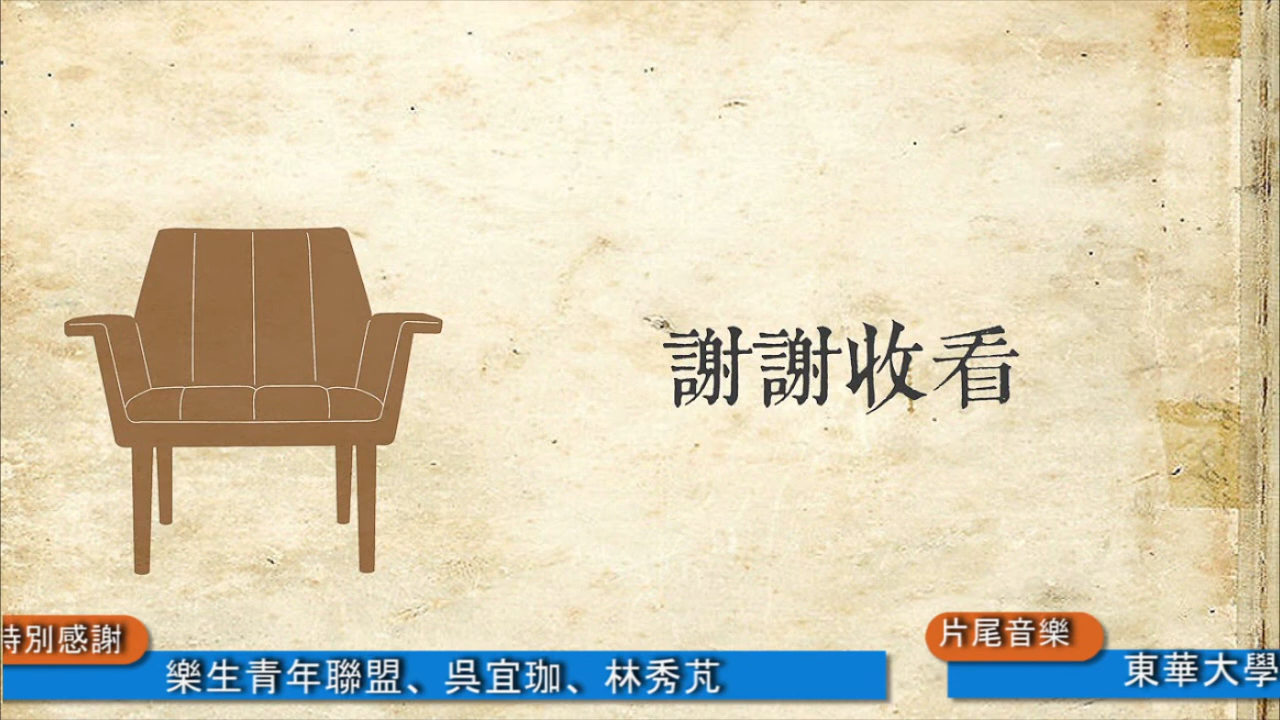 謝謝收看
特別感謝
樂生青年聯盟、吳宜珈、林秀芃
片尾音樂
東華大學